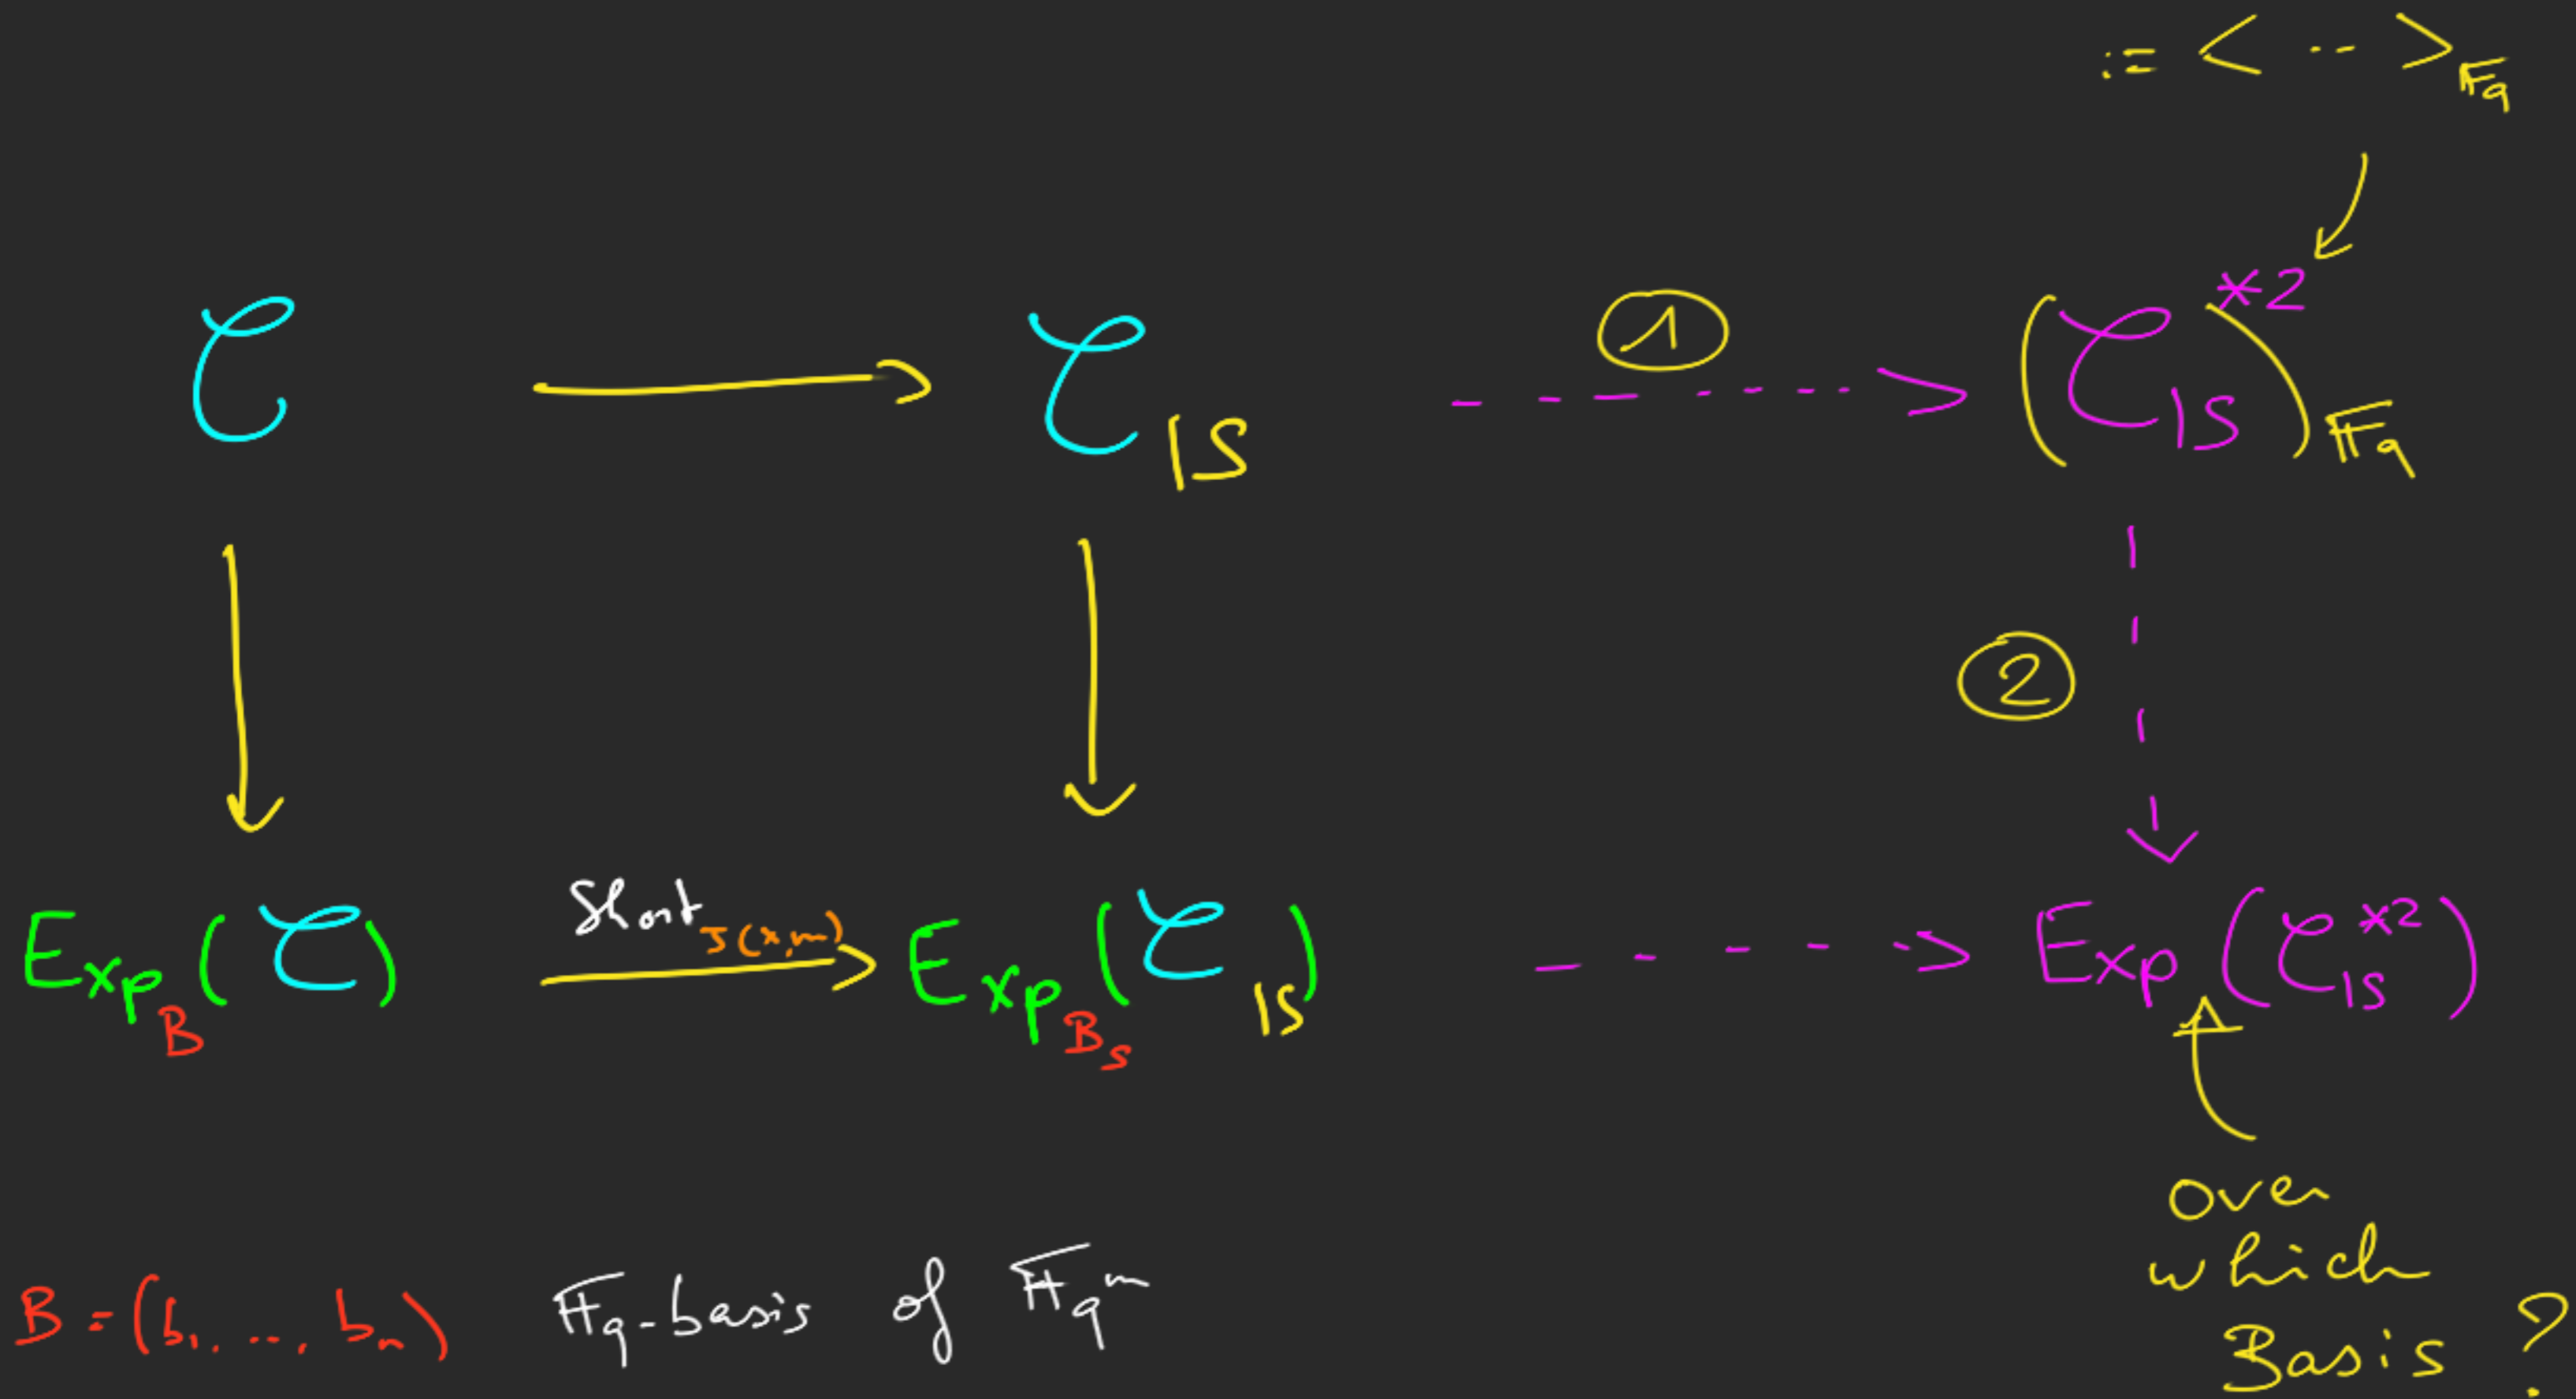 := < -- >_{𝔽_q}
𝒞 ⟶ 𝒞_{|S} ① ⇢ (𝒞_{|S}^{*2})_{𝔽_q}
②
Exp_B(𝒞) Short_{J(x,m)} ⟶ Exp_{B_S}(𝒞_{|S}) ⇢ Exp(𝒞_{|S}^{*2})
over
which
Basis ?
B = (b_1, ..., b_n) 𝔽_q-basis of 𝔽_{q^m}